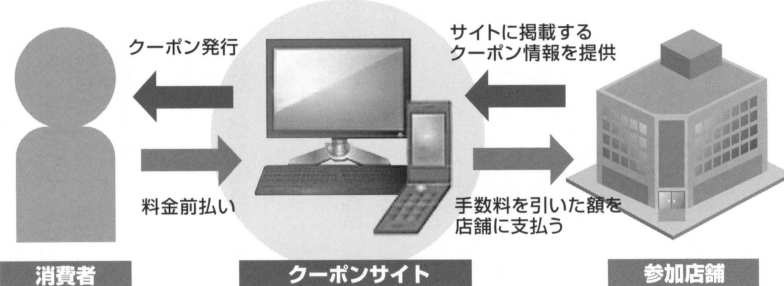 クーポン発行
サイトに掲載する
クーポン情報を提供
料金前払い
手数料を引いた額を
店舗に支払う
消費者
クーポンサイト
参加店舗